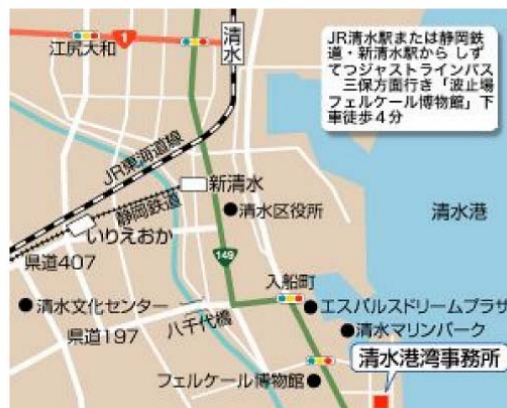 江尻大和
1
清水
JR清水駅または静岡鉄
道・新清水駅から しず
てつジャストラインバス
三保方面行き「波止場
フェルケール博物館」下
車徒歩4分
JR東海道線
新清水
静岡鉄道
清水区役所
清水港
いりえおか
県道407
149
入船町
清水文化センター
エスパルスドリームプラザ
八千代橋
県道197
清水マリンパーク
清水港湾事務所
フェルケール博物館